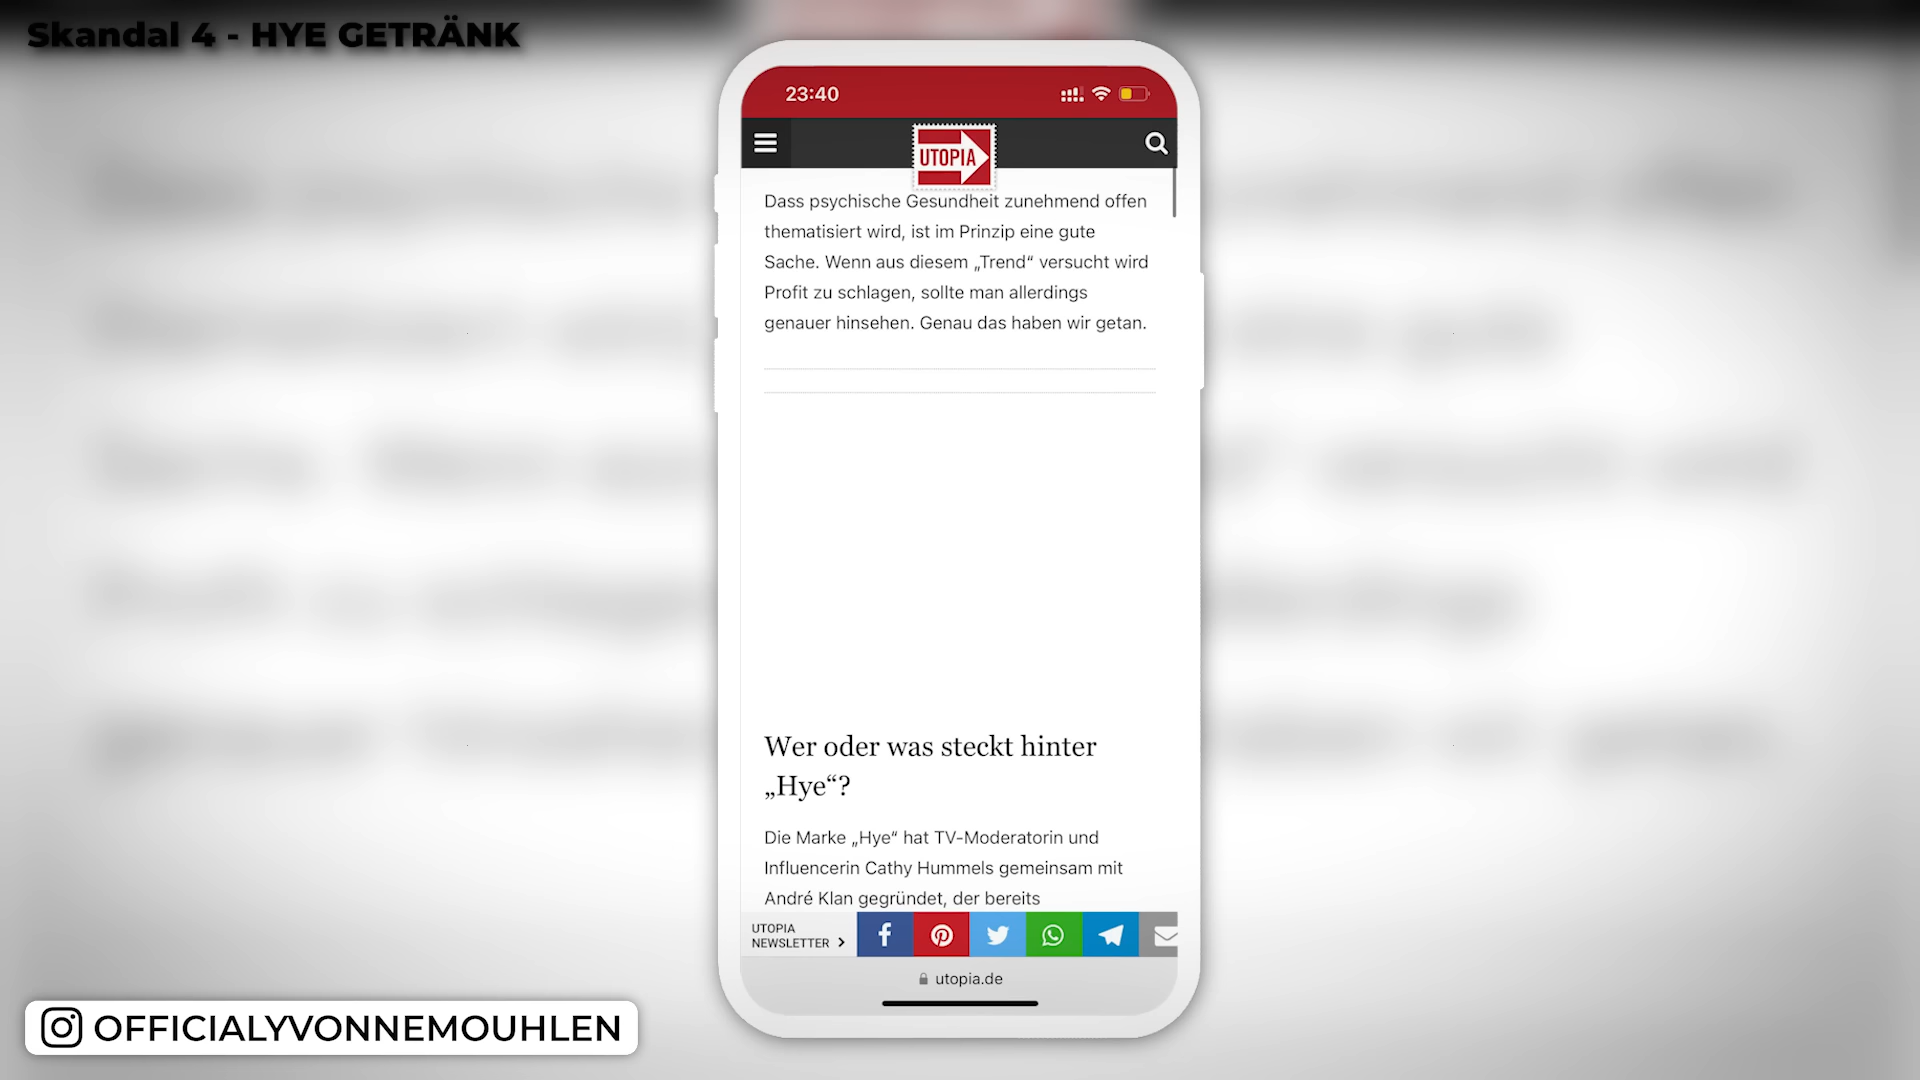 Skandal 4 - HYE GETRÄNK
23:40
UTOPIA
Dass psychische Gesundheit zunehmend offen
thematisiert wird, ist im Prinzip eine gute
Sache. Wenn aus diesem „Trend“ versucht wird
Profit zu schlagen, sollte man allerdings
genauer hinsehen. Genau das haben wir getan.
Wer oder was steckt hinter
„Hye“?
Die Marke „Hye“ hat TV-Moderatorin und
Influencerin Cathy Hummels gemeinsam mit
André Klan gegründet, der bereits
UTOPIA
NEWSLETTER
utopia.de
OFFICIALYVONNEMOUHLEN